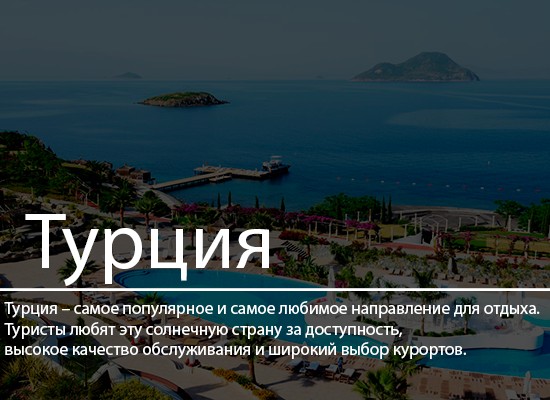 Турция
Турция – самое популярное и самое любимое направление для отдыха.
Туристы любят эту солнечную страну за доступность,
высокое качество обслуживания и широкий выбор курортов.